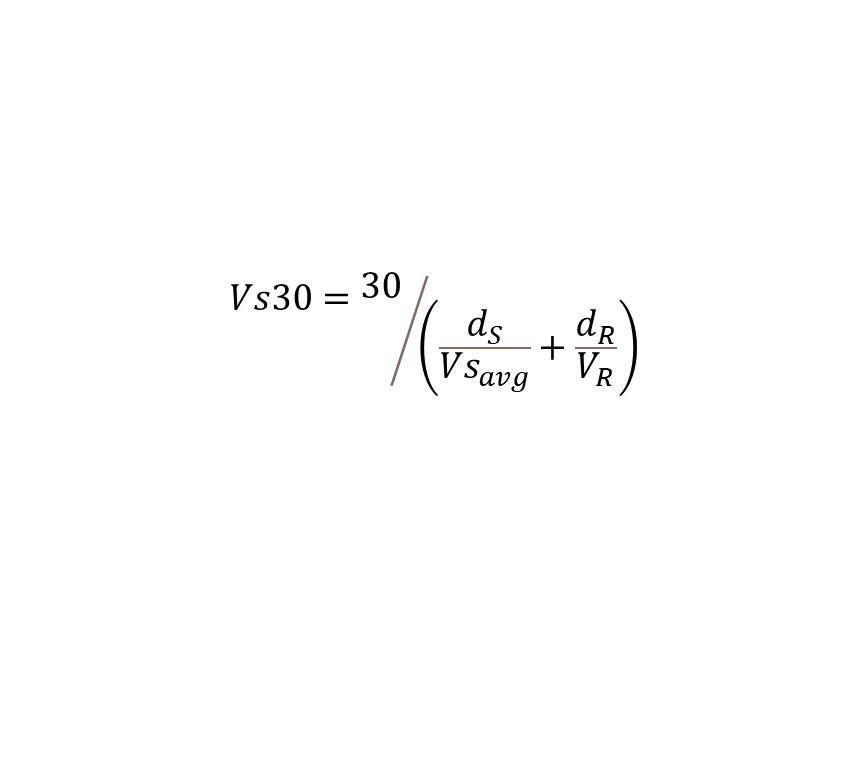 Vs30 = 30/(d_S/Vs_avg + d_R/V_R)